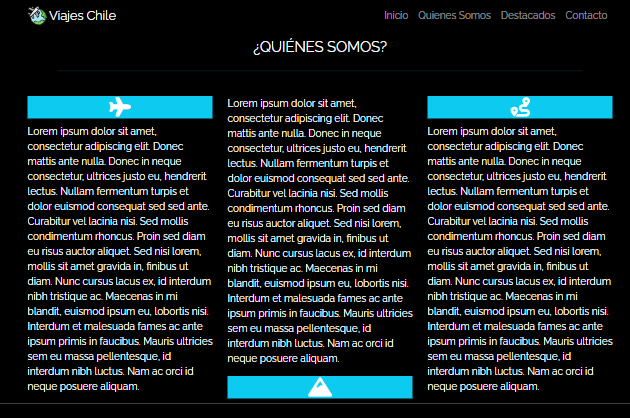 Viajes Chile
Inicio Quienes Somos Destacados Contacto
¿QUIÉNES SOMOS?
Lorem ipsum dolor sit amet,
consectetur adipiscing elit. Donec
mattis ante nulla. Donec in neque
consectetur, ultrices justo eu, hendrerit
lectus. Nullam fermentum turpis et
dolor euismod consequat sed sed ante.
Curabitur vel lacinia nisi. Sed mollis
condimentum rhoncus. Proin sed diam
eu risus auctor aliquet. Sed nisi lorem,
mollis sit amet gravida in, finibus ut
diam. Nunc cursus lacus ex, id interdum
nibh tristique ac. Maecenas in mi
blandit, euismod ipsum eu, lobortis nisi.
Interdum et malesuada fames ac ante
ipsum primis in faucibus. Mauris ultricies
sem eu massa pellentesque, id
interdum nibh luctus. Nam ac orci id
neque posuere aliquam.
Lorem ipsum dolor sit amet,
consectetur adipiscing elit. Donec
mattis ante nulla. Donec in neque
consectetur, ultrices justo eu, hendrerit
lectus. Nullam fermentum turpis et
dolor euismod consequat sed sed ante.
Curabitur vel lacinia nisi. Sed mollis
condimentum rhoncus. Proin sed diam
eu risus auctor aliquet. Sed nisi lorem,
mollis sit amet gravida in, finibus ut
diam. Nunc cursus lacus ex, id interdum
nibh tristique ac. Maecenas in mi
blandit, euismod ipsum eu, lobortis nisi.
Interdum et malesuada fames ac ante
ipsum primis in faucibus. Mauris ultricies
sem eu massa pellentesque, id
interdum nibh luctus. Nam ac orci id
neque posuere aliquam.
Lorem ipsum dolor sit amet,
consectetur adipiscing elit. Donec
mattis ante nulla. Donec in neque
consectetur, ultrices justo eu, hendrerit
lectus. Nullam fermentum turpis et
dolor euismod consequat sed sed ante.
Curabitur vel lacinia nisi. Sed mollis
condimentum rhoncus. Proin sed diam
eu risus auctor aliquet. Sed nisi lorem,
mollis sit amet gravida in, finibus ut
diam. Nunc cursus lacus ex, id interdum
nibh tristique ac. Maecenas in mi
blandit, euismod ipsum eu, lobortis nisi.
Interdum et malesuada fames ac ante
ipsum primis in faucibus. Mauris ultricies
sem eu massa pellentesque, id
interdum nibh luctus. Nam ac orci id
neque posuere aliquam.